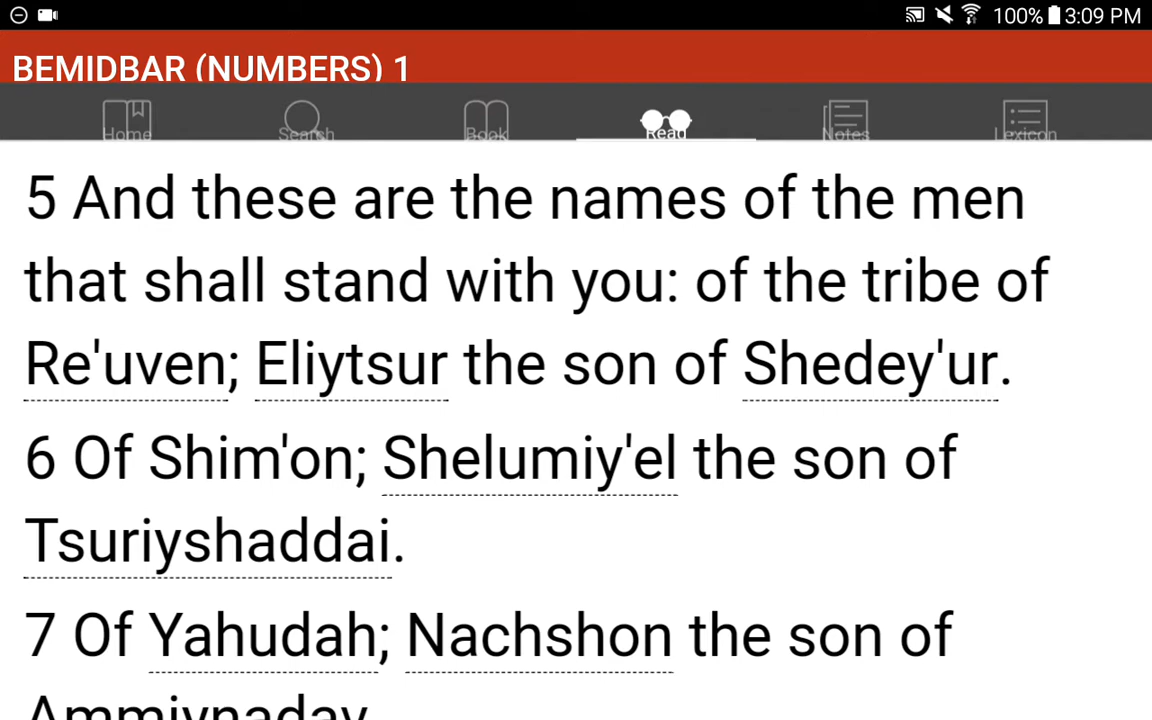 100% 3:09 PM
BEMIDBAR (NUMBERS) 1
Home Search Book Read Notes Lexicon
5 And these are the names of the men
that shall stand with you: of the tribe of
Re'uven; Eliytsur the son of Shedey'ur.
6 Of Shim'on; Shelumiy'el the son of
Tsuriyshaddai.
7 Of Yahudah; Nachshon the son of
Ammiynadav.